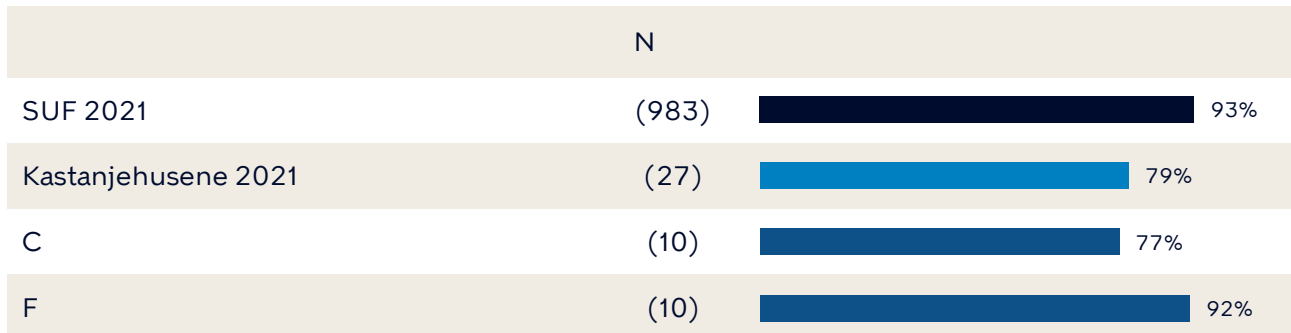 N
SUF 2021 (983) 93%
Kastanjehusene 2021 (27) 79%
C (10) 77%
F (10) 92%